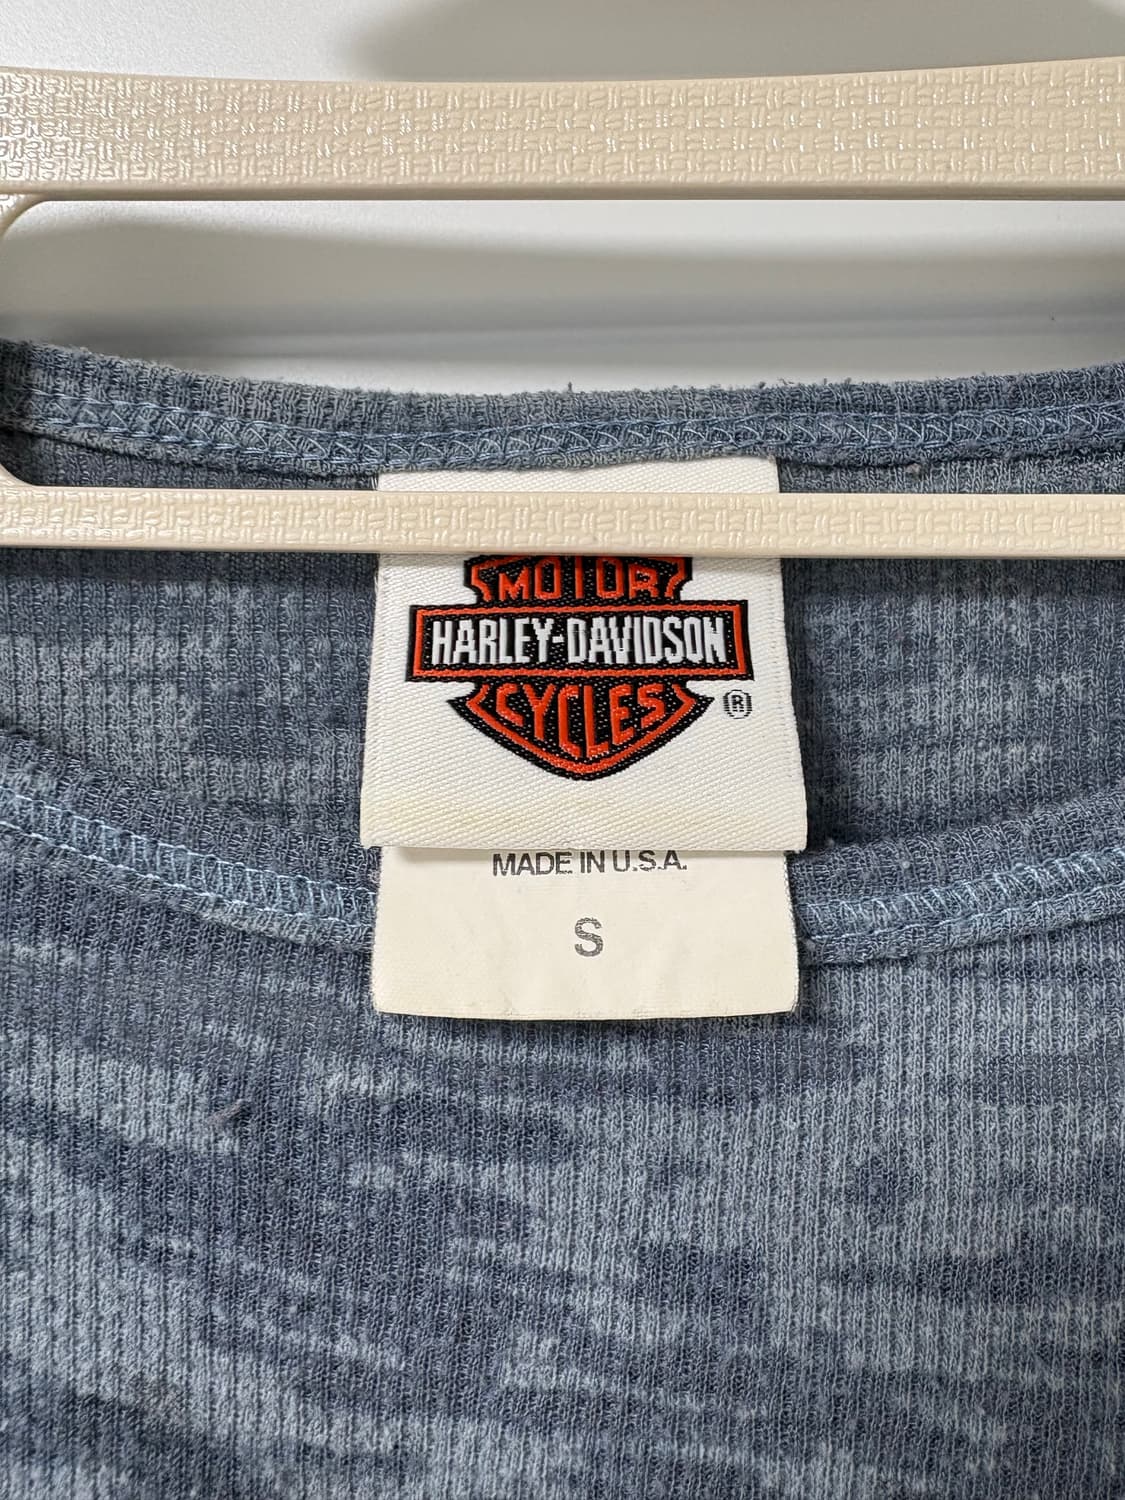 MOTOR
HARLEY-DAVIDSON
CYCLES
®
MADE IN U.S.A.
S